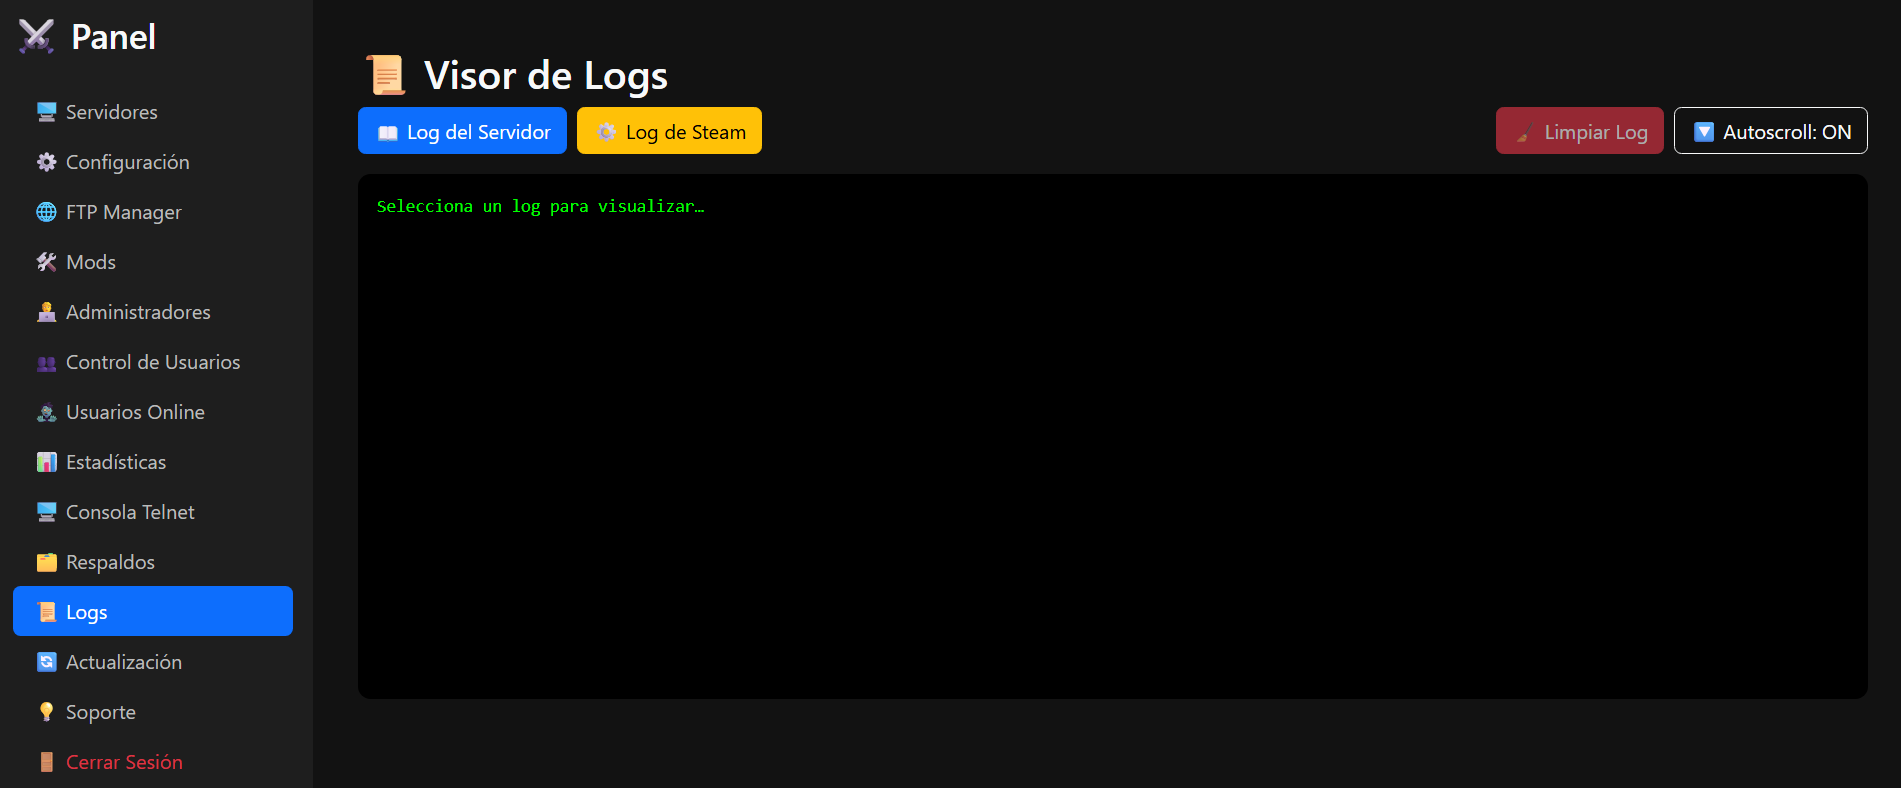 Panel
Servidores
Configuración
FTP Manager
Mods
Administradores
Control de Usuarios
Usuarios Online
Estadísticas
Consola Telnet
Respaldos
Logs
Actualización
Soporte
Cerrar Sesión
Visor de Logs
Log del Servidor
Log de Steam
Limpiar Log
Autoscroll: ON
Selecciona un log para visualizar…